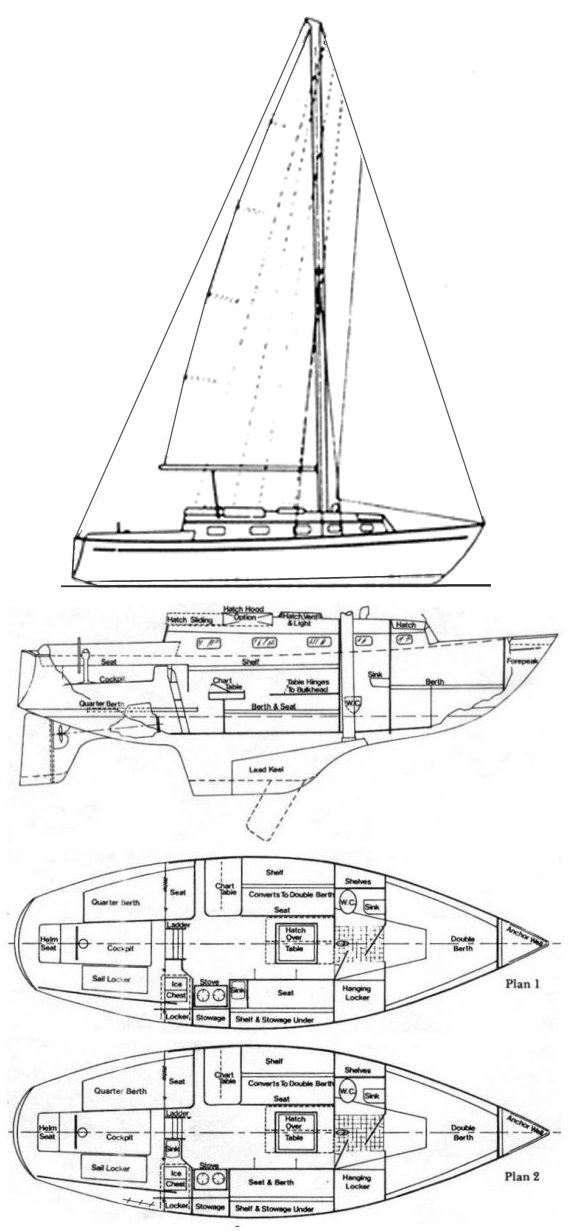 Hatch Hood
Option
Hatch Sliding
Hatch Vent
& Light
Hatch
Seat
Shelf
Cockpit
Chart
Table
Table Hinges
To Bulkhead
Sink
Berth
Forepeak
Quarter Berth
Berth & Seat
W.C.
Lead Keel
Shelf
Shelves
Quarter Berth
Seat
Chart
Table
Converts To Double Berth
Seat
W.C.
Sink
Ladder
Helm
Seat
Cockpit
Hatch
Over
Table
Double
Berth
Anchor Well
Sail Locker
Ice
Chest
Stove
Sink
Seat
Hanging
Locker
Plan 1
Locker
Stowage
Shelf & Stowage Under
Shelf
Shelves
Quarter Berth
Seat
Chart
Table
Converts To Double Berth
Seat
W.C.
Sink
Ladder
Helm
Seat
Cockpit
Sink
Hatch
Over
Table
Double
Berth
Anchor Well
Sail Locker
Ice
Chest
Stove
Seat & Berth
Hanging
Locker
Plan 2
Locker
Stowage
Shelf & Stowage Under